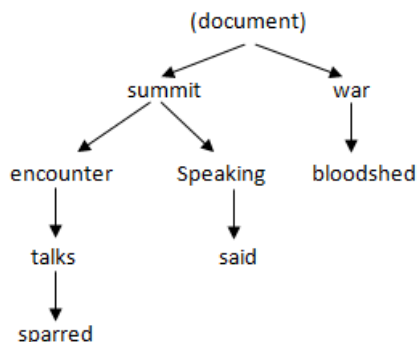 (document)
summit war
encounter Speaking bloodshed
talks said
sparred